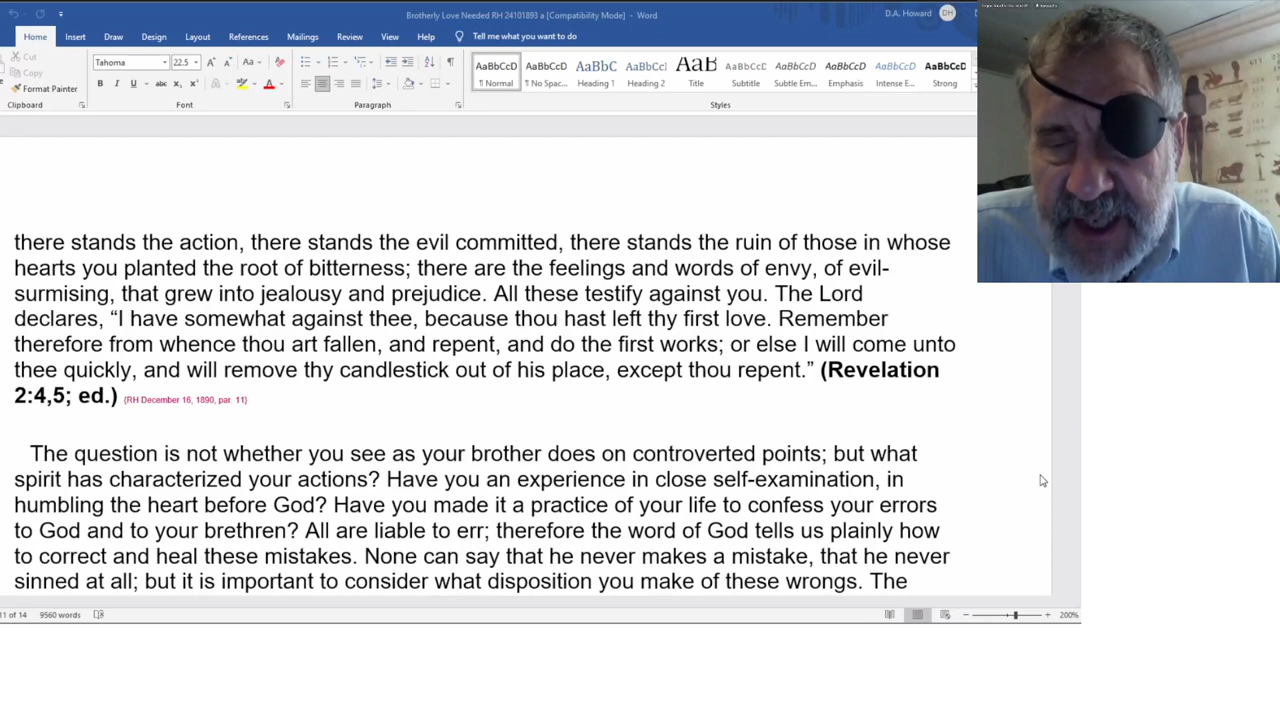 Brotherly Love Needed RH 24101893 a [Compatibility Mode] - Word
D.A. Howard
DH
Home Insert Draw Design Layout References Mailings Review View Help Tell me what you want to do
Cut
Copy
Format Painter
Clipboard
Tahoma 22.5
Font
Paragraph
AaBbCcD AaBbCcD AaBbC AaBbCc AaB AaBbCcD AaBbCcD AaBbCcD AaBbCcD AaBbCcD
¶ Normal ¶ No Spac... Heading 1 Heading 2 Title Subtitle Subtle Em... Emphasis Intense E... Strong
Styles
there stands the action, there stands the evil committed, there stands the ruin of those in whose
hearts you planted the root of bitterness; there are the feelings and words of envy, of evil-
surmising, that grew into jealousy and prejudice. All these testify against you. The Lord
declares, “I have somewhat against thee, because thou hast left thy first love. Remember
therefore from whence thou art fallen, and repent, and do the first works; or else I will come unto
thee quickly, and will remove thy candlestick out of his place, except thou repent.” (Revelation
2:4,5; ed.) {RH December 16, 1890, par. 11}
The question is not whether you see as your brother does on controverted points; but what
spirit has characterized your actions? Have you an experience in close self-examination, in
humbling the heart before God? Have you made it a practice of your life to confess your errors
to God and to your brethren? All are liable to err; therefore the word of God tells us plainly how
to correct and heal these mistakes. None can say that he never makes a mistake, that he never
sinned at all; but it is important to consider what disposition you make of these wrongs. The
11 of 14 9560 words
200%